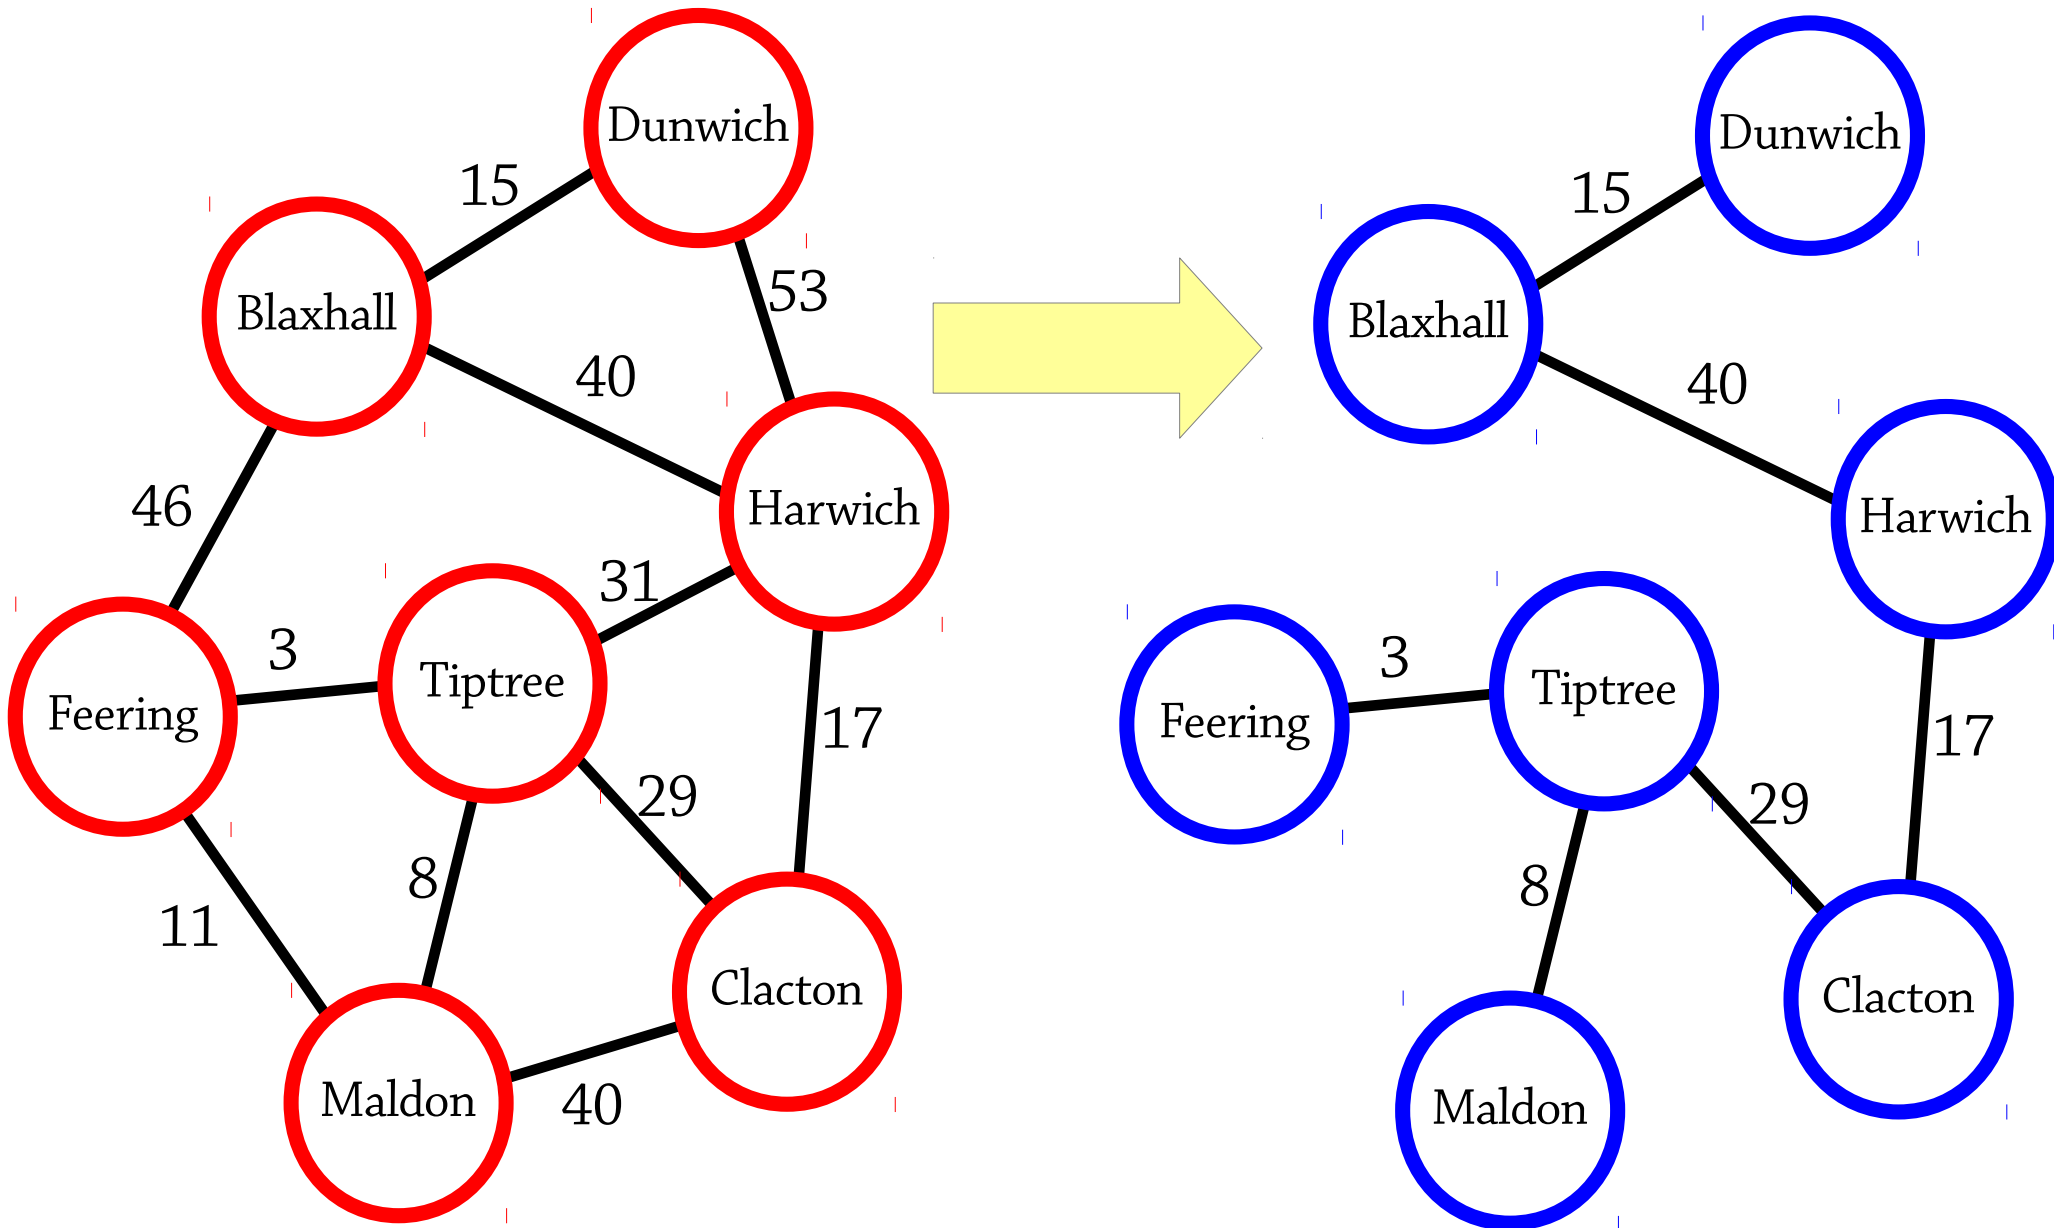 Dunwich
15
53
Blaxhall
40
46
Harwich
31
3
Tiptree
Feering
17
29
8
11
Clacton
Maldon
40
Dunwich
15
Blaxhall
40
Harwich
3
Tiptree
Feering
17
29
8
Clacton
Maldon